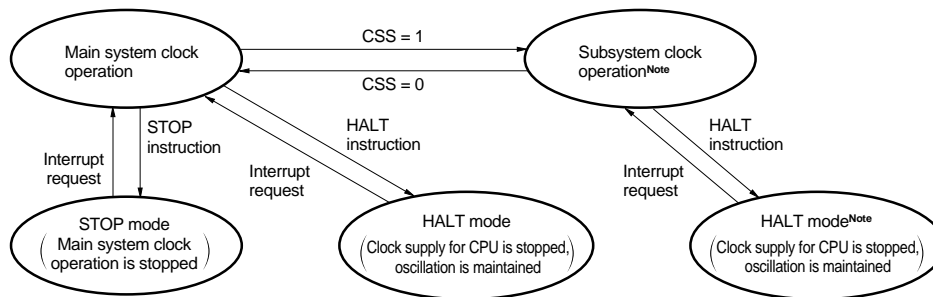 CSS = 1
Main system clock
operation
Subsystem clock
operationNote
CSS = 0
STOP
instruction
HALT
instruction
HALT
instruction
Interrupt
request
Interrupt
request
Interrupt
request
STOP mode
(Main system clock
operation is stopped)
HALT mode
(Clock supply for CPU is stopped,
oscillation is maintained)
HALT modeNote
(Clock supply for CPU is stopped,
oscillation is maintained)